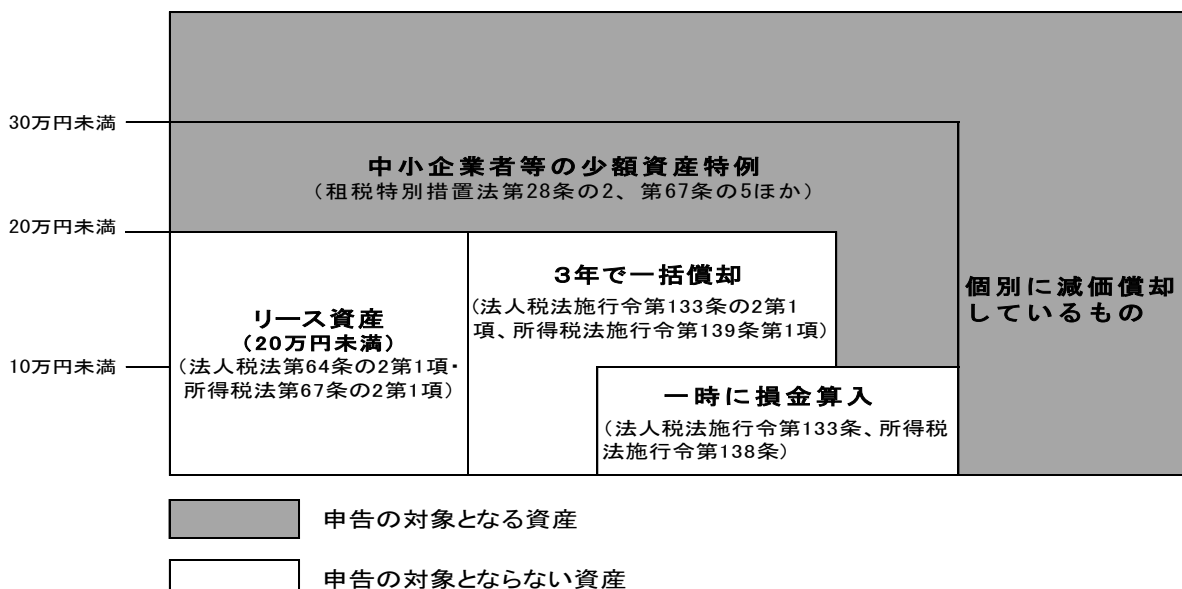 30万円未満
中小企業者等の少額資産特例
（租税特別措置法第28条の2、第67条の5ほか）
20万円未満
リース資産
（20万円未満）
（法人税法第64条の2第1項・
所得税法第67条の2第1項）
3年で一括償却
（法人税法施行令第133条の2第1
項、所得税法施行令第139条第1項）
個別に減価償却
しているもの
10万円未満
一時に損金算入
（法人税法施行令第133条、所得税
法施行令第138条）
申告の対象となる資産
申告の対象とならない資産